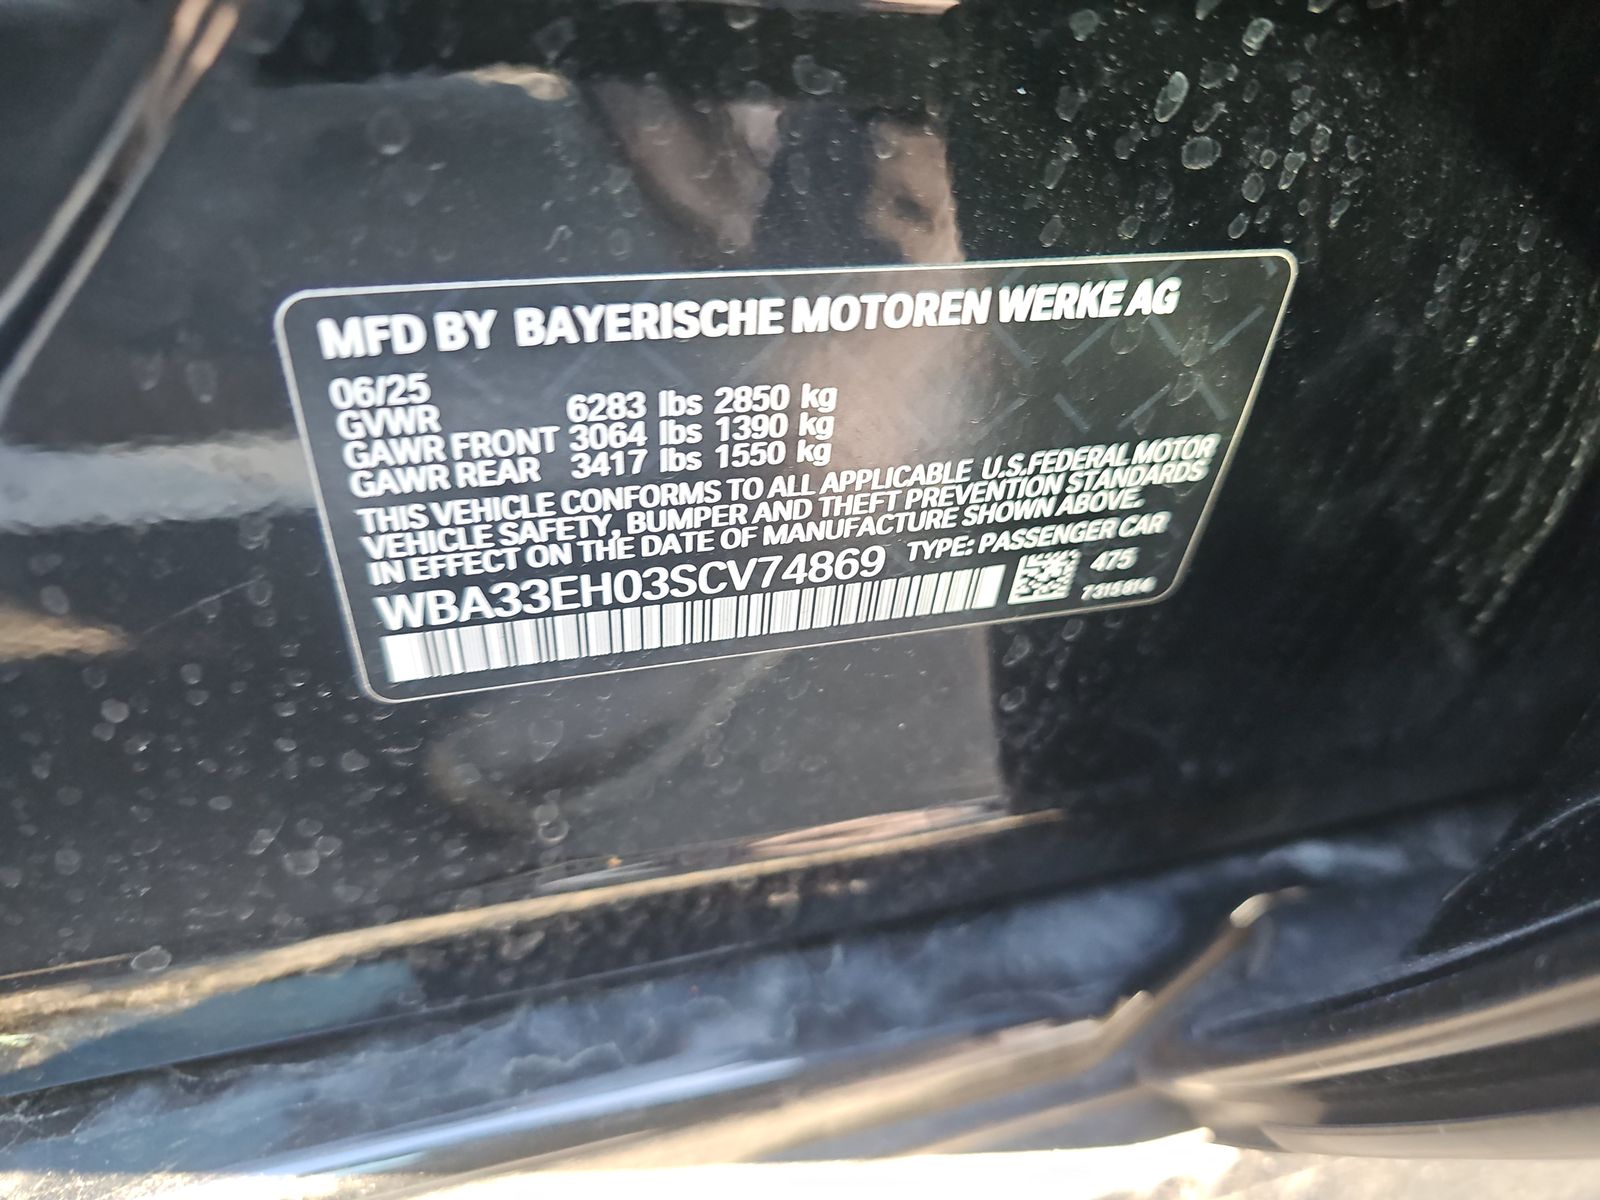 MFD BY BAYERISCHE MOTOREN WERKE AG
06/25
GVWR 6283 lbs 2850 kg
GAWR FRONT 3064 lbs 1390 kg
GAWR REAR 3417 lbs 1550 kg
THIS VEHICLE CONFORMS TO ALL APPLICABLE U.S.FEDERAL MOTOR
VEHICLE SAFETY, BUMPER AND THEFT PREVENTION STANDARDS
IN EFFECT ON THE DATE OF MANUFACTURE SHOWN ABOVE.
WBA33EH03SCV74869 TYPE: PASSENGER CAR
475
7315614